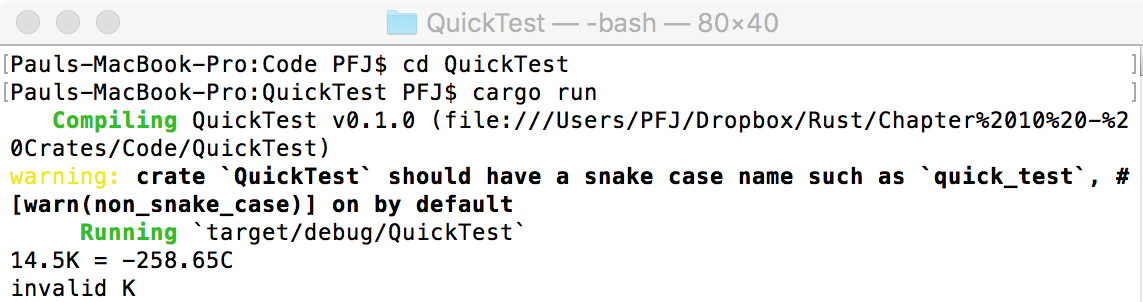 QuickTest — -bash — 80×40
[Pauls-MacBook-Pro:Code PFJ$ cd QuickTest ]
[Pauls-MacBook-Pro:QuickTest PFJ$ cargo run ]
Compiling QuickTest v0.1.0 (file:///Users/PFJ/Dropbox/Rust/Chapter%2010%20-%2
0Crates/Code/QuickTest)
warning: crate `QuickTest` should have a snake case name such as `quick_test`, #
[warn(non_snake_case)] on by default
Running `target/debug/QuickTest`
14.5K = -258.65C
invalid K